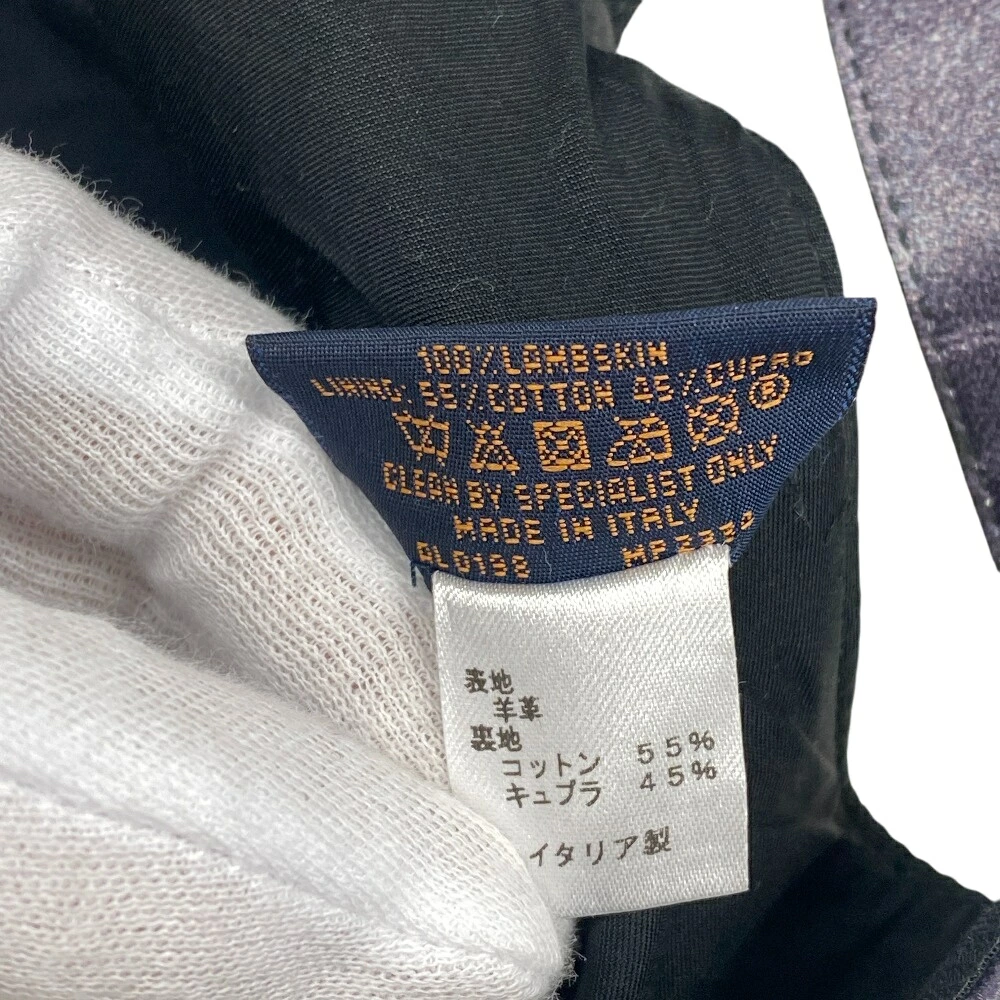 100% LAMBSKIN
LINING, 55% COTTON 45% CUPRO
CLEAN BY SPECIALIST ONLY
MADE IN ITALY
表地
羊革
裏地
コットン 55%
キュプラ 45%
イタリア製